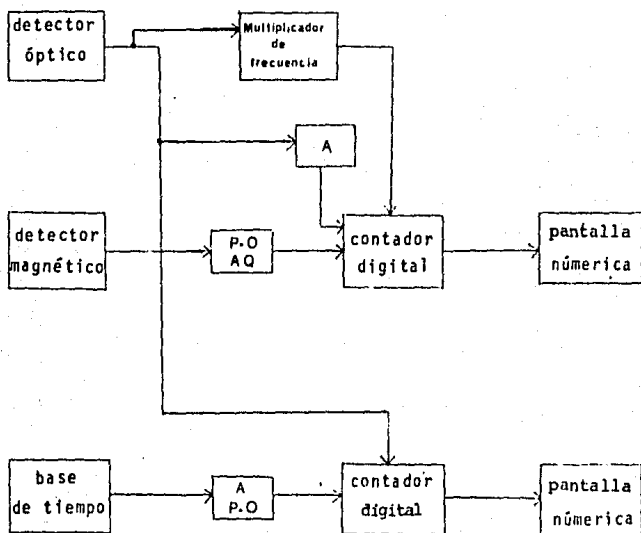 detector
óptico
Multiplicador
de
frecuencia
A
detector
magnético
P.O
AQ
contador
digital
pantalla
númerica
base
de tiempo
A
P.O
contador
digital
pantalla
númerica